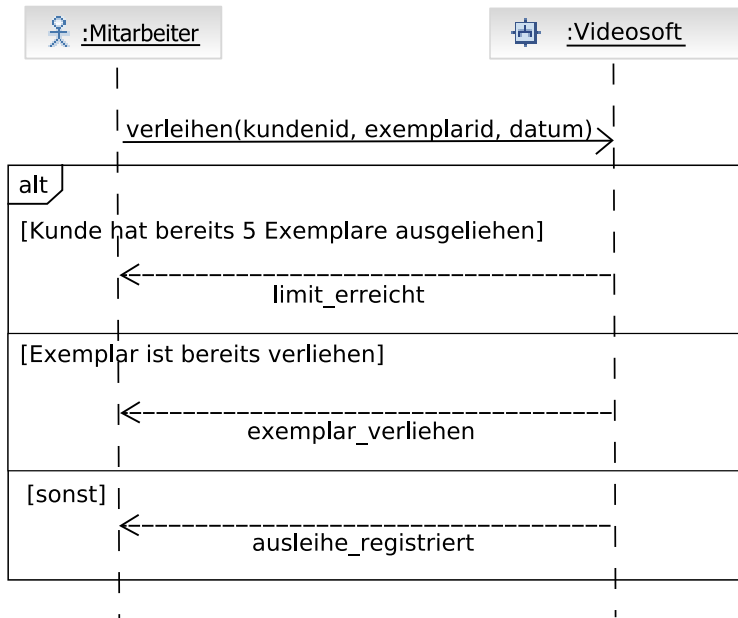 :Mitarbeiter
:Videosoft
verleihen(kundenid, exemplarid, datum)
alt
[Kunde hat bereits 5 Exemplare ausgeliehen]
limit_erreicht
[Exemplar ist bereits verliehen]
exemplar_verliehen
[sonst]
ausleihe_registriert